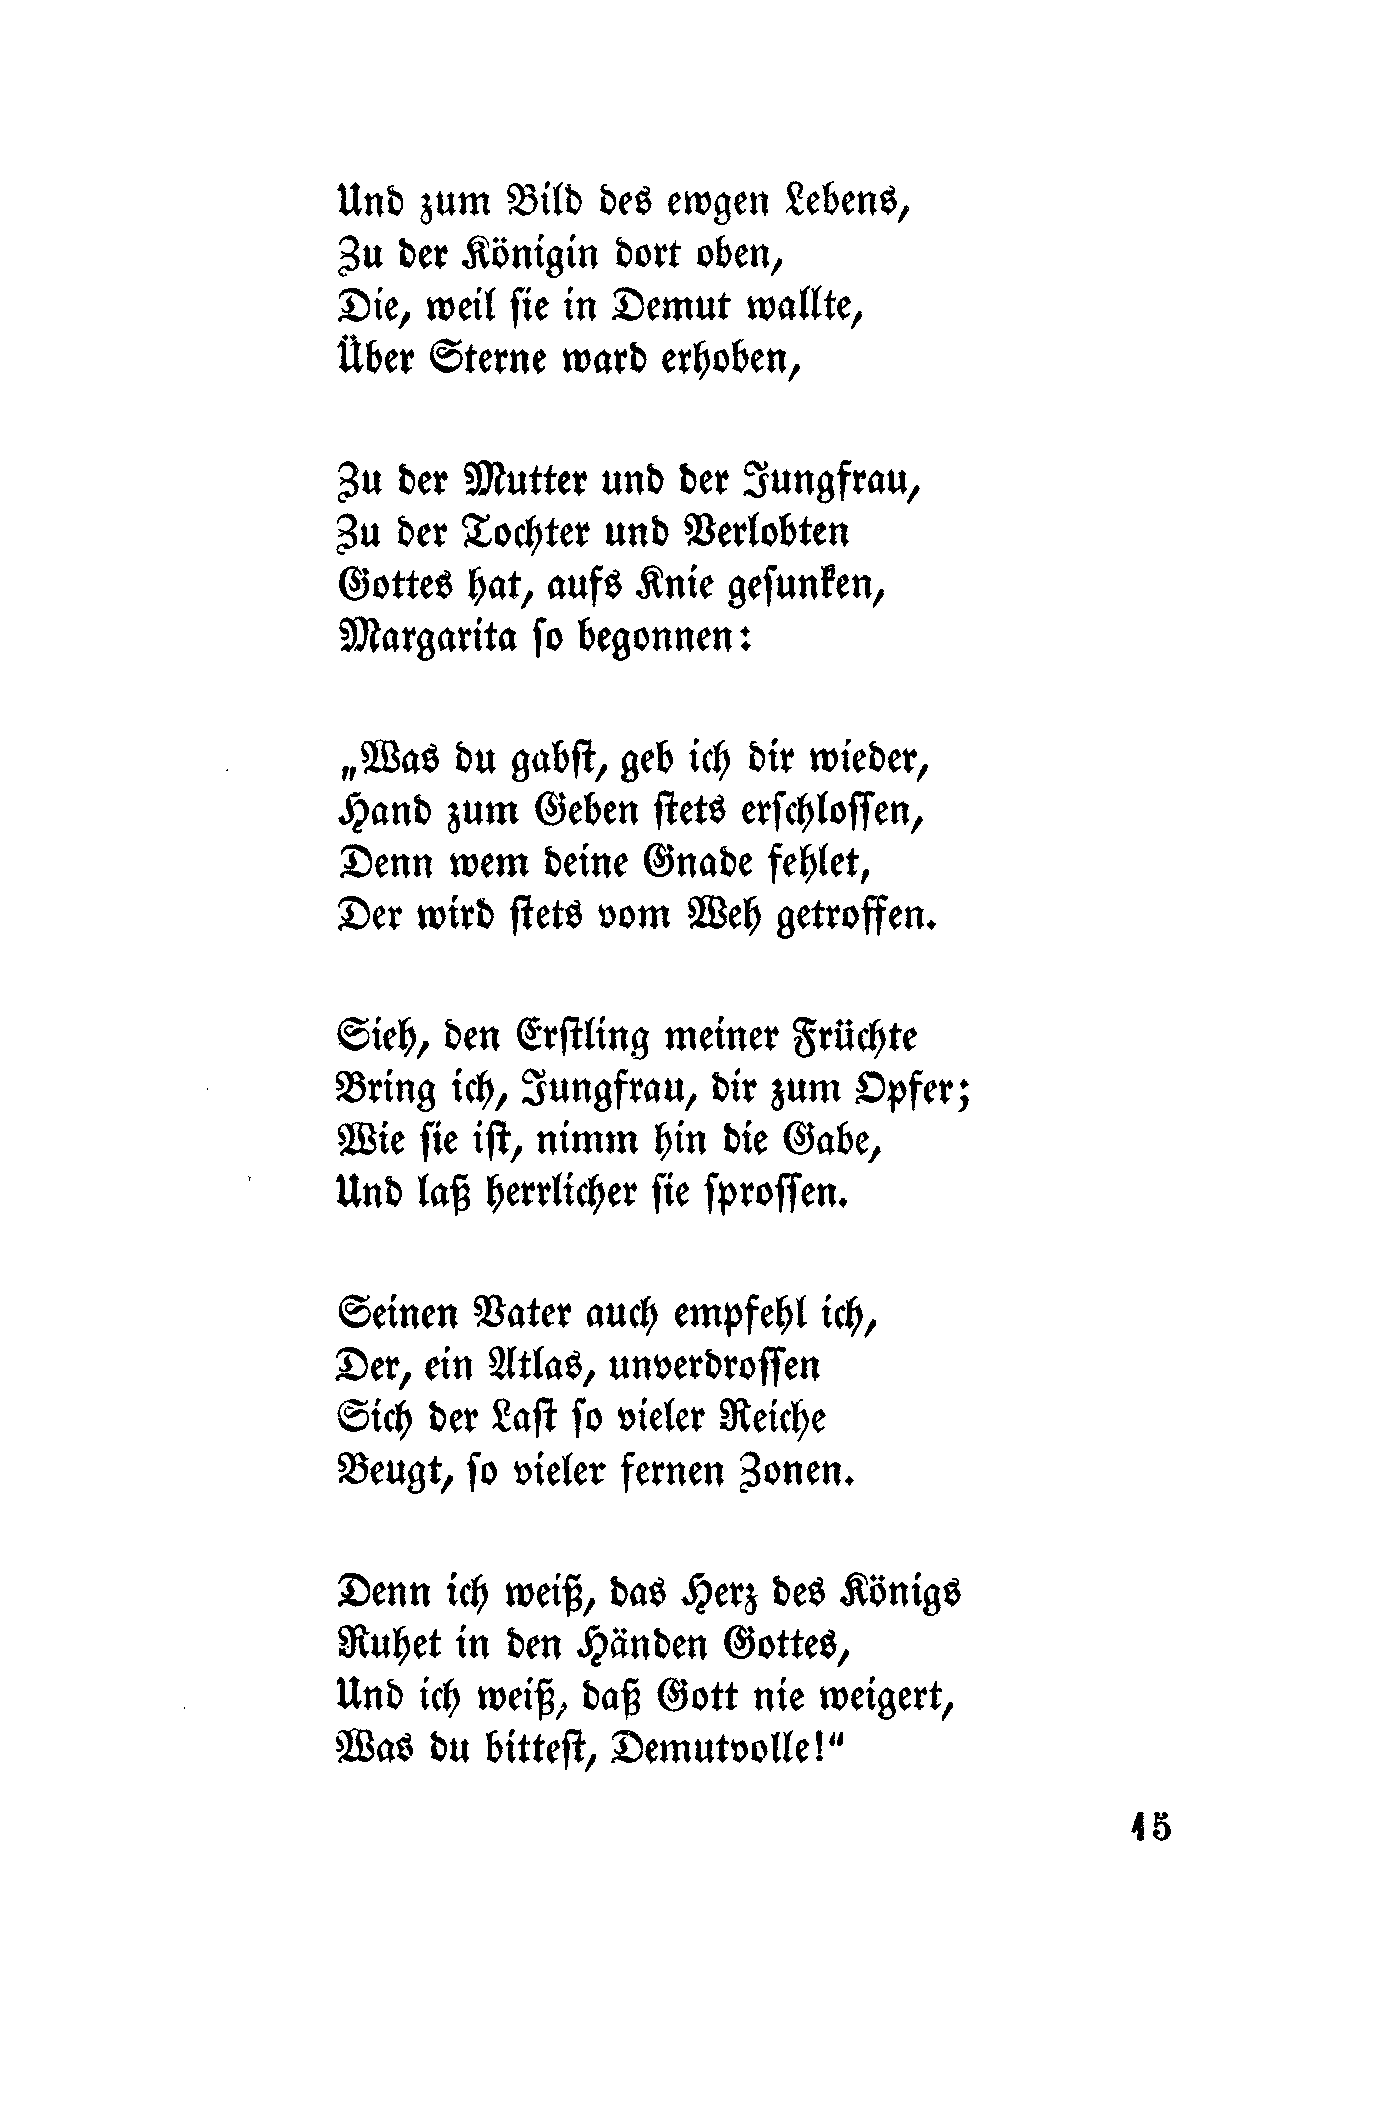 Und zum Bild des ewgen Lebens,
Zu der Königin dort oben,
Die, weil sie in Demut wallte,
Über Sterne ward erhoben,
Zu der Mutter und der Jungfrau,
Zu der Tochter und Verlobten
Gottes hat, aufs Knie gesunken,
Margarita so begonnen:
„Was du gabst, geb ich dir wieder,
Hand zum Geben stets erschlossen,
Denn wem deine Gnade fehlet,
Der wird stets vom Weh getroffen.
Sieh, den Erstling meiner Früchte
Bring ich, Jungfrau, dir zum Opfer;
Wie sie ist, nimm hin die Gabe,
Und laß herrlicher sie sprossen.
Seinen Vater auch empfehl ich,
Der, ein Atlas, unverdrossen
Sich der Last so vieler Reiche
Beugt, so vieler fernen Zonen.
Denn ich weiß, das Herz des Königs
Ruhet in den Händen Gottes,
Und ich weiß, daß Gott nie weigert,
Was du bittest, Demutvolle!“
15